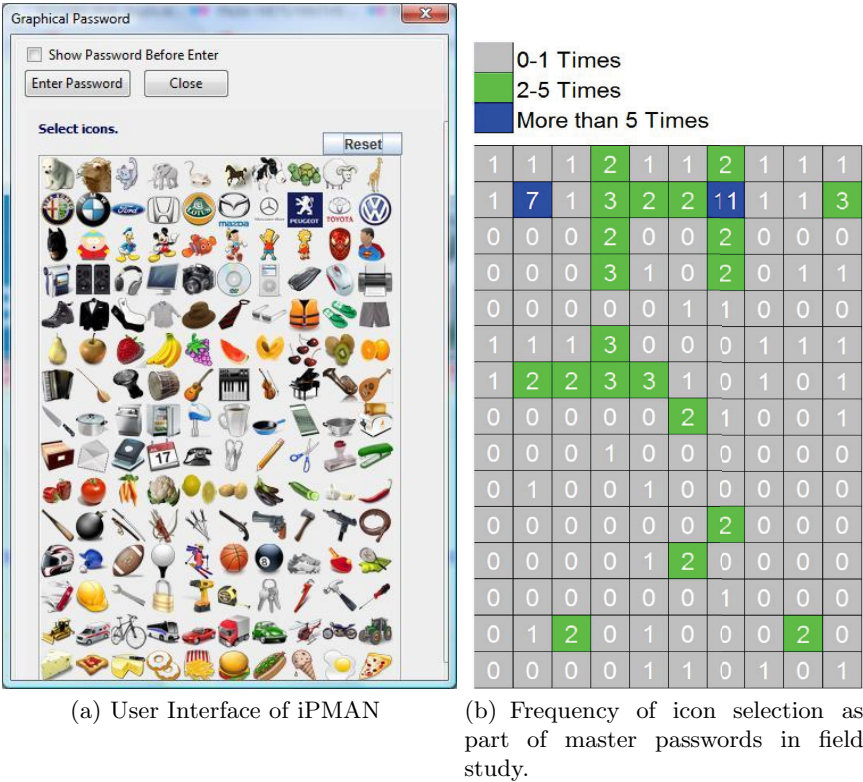 Graphical Password
Show Password Before Enter
Enter Password Close
Select icons.
Reset
Ford LOTUS mazda PEUGEOT TOYOTA
17
8
0-1 Times
2-5 Times
More than 5 Times
1 1 1 2 1 1 2 1 1 1
1 7 1 3 2 2 11 1 1 3
0 0 0 2 0 0 2 0 0 0
0 0 0 3 1 0 2 0 1 1
0 0 0 0 0 1 1 0 0 0
1 1 1 3 0 0 0 1 1 1
1 2 2 3 3 1 0 1 0 1
0 0 0 0 0 2 1 0 0 1
0 0 0 1 0 0 0 0 0 0
0 1 0 0 1 0 0 0 0 0
0 0 0 0 0 0 2 0 0 0
0 0 0 0 1 2 0 0 0 0
0 0 0 0 0 0 1 0 0 0
0 1 2 0 1 0 0 0 2 0
0 0 0 0 1 1 0 1 0 1
(a) User Interface of iPMAN
(b) Frequency of icon selection as
part of master passwords in field
study.